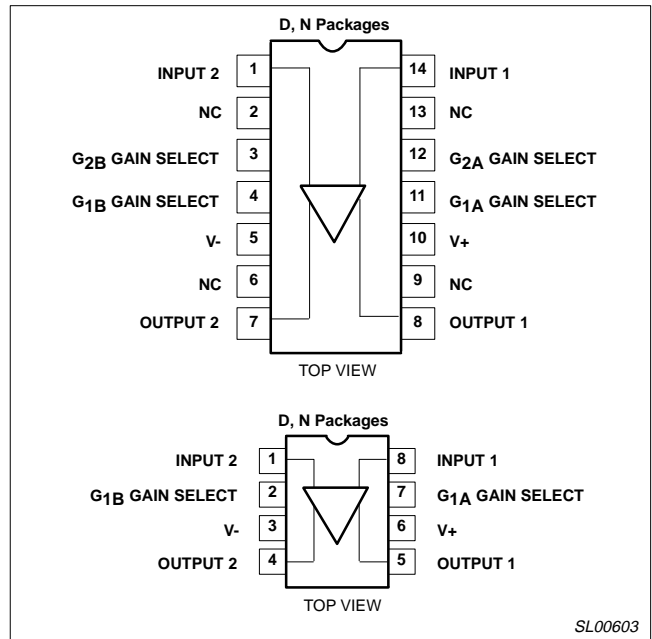 D, N Packages
INPUT 2 1 14 INPUT 1
NC 2 13 NC
G2B GAIN SELECT 3 12 G2A GAIN SELECT
G1B GAIN SELECT 4 11 G1A GAIN SELECT
V- 5 10 V+
NC 6 9 NC
OUTPUT 2 7 8 OUTPUT 1
TOP VIEW
D, N Packages
INPUT 2 1 8 INPUT 1
G1B GAIN SELECT 2 7 G1A GAIN SELECT
V- 3 6 V+
OUTPUT 2 4 5 OUTPUT 1
TOP VIEW
SL00603